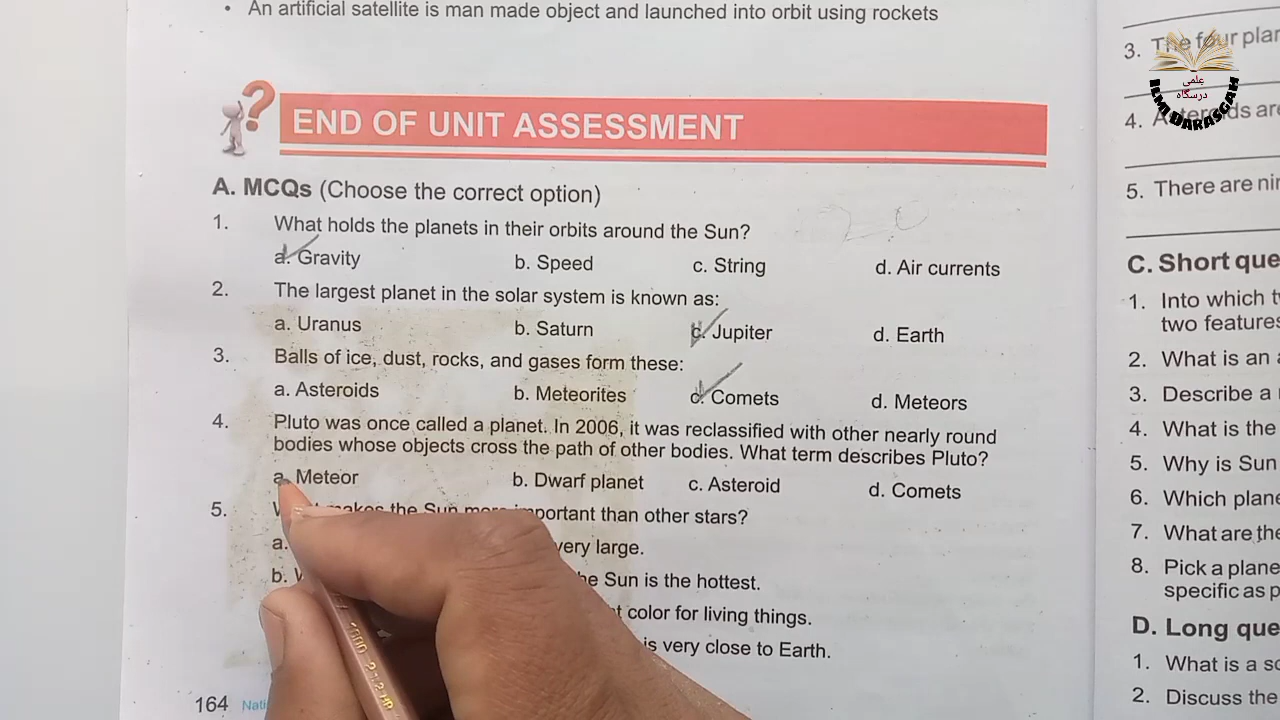 • An artificial satellite is man made object and launched into orbit using rockets
END OF UNIT ASSESSMENT
A. MCQs (Choose the correct option)
1. What holds the planets in their orbits around the Sun?
a. Gravity b. Speed c. String d. Air currents
2. The largest planet in the solar system is known as:
a. Uranus b. Saturn c. Jupiter d. Earth
3. Balls of ice, dust, rocks, and gases form these:
a. Asteroids b. Meteorites c. Comets d. Meteors
4. Pluto was once called a planet. In 2006, it was reclassified with other nearly round
bodies whose objects cross the path of other bodies. What term describes Pluto?
a. Meteor b. Dwarf planet c. Asteroid d. Comets
5. makes the Sun more important than other stars?
a. very large.
b. the Sun is the hottest.
color for living things.
is very close to Earth.
164
3. The four
4.
5. There are
C. Short
1. Into which
two features
2. What is an
3. Describe a
4. What is the
5. Why is Sun
6. Which
7. What are the
8. Pick a
specific as
D. Long
1. What is a
2. Discuss the
علمی
درسگاہ
ILMI DARASGAH
1000 212 HB